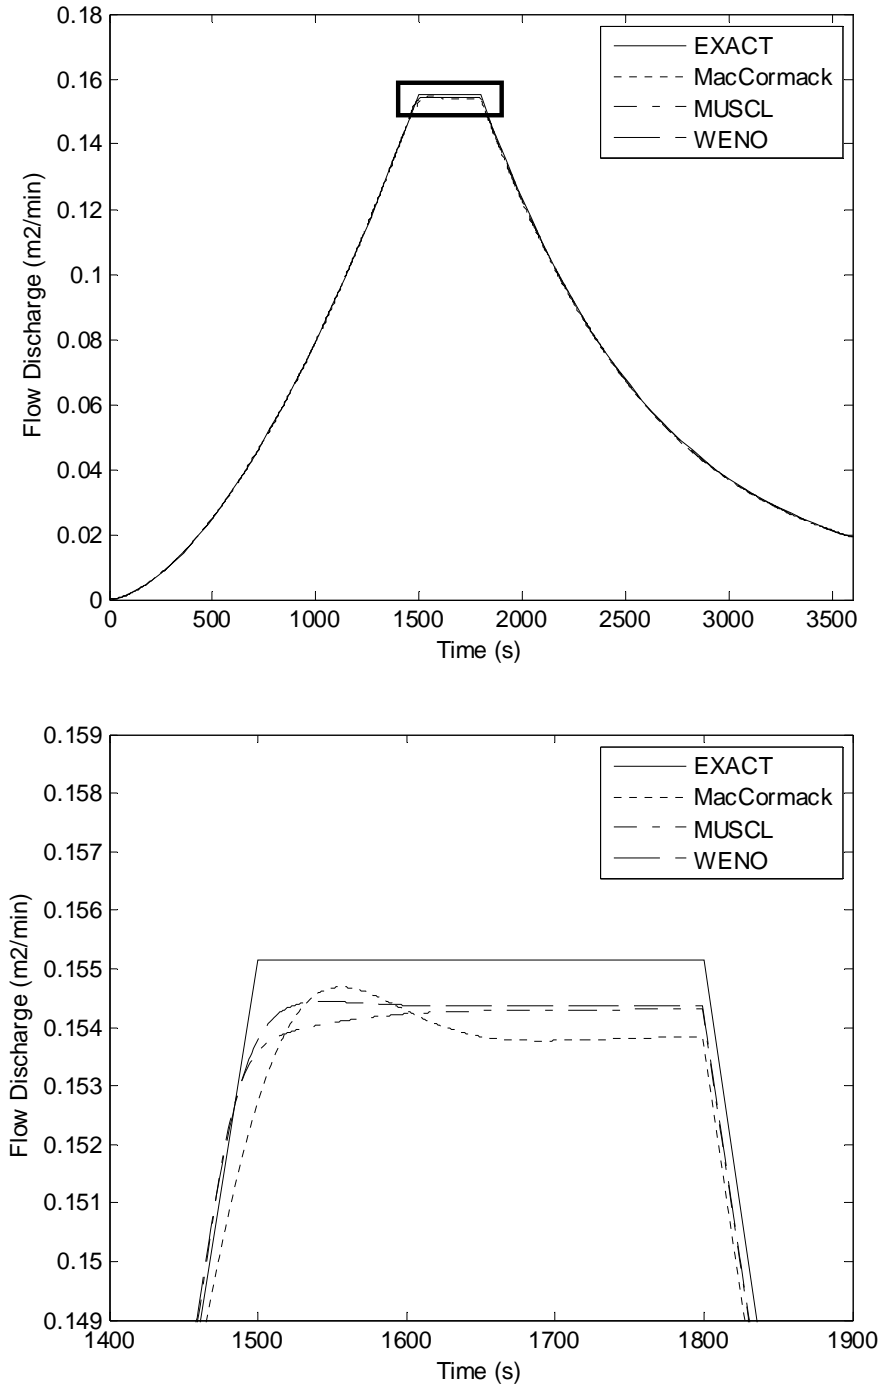 0.18
0.16
0.14
0.12
0.1
0.08
0.06
0.04
0.02
0
Flow Discharge (m2/min)
EXACT
MacCormack
MUSCL
WENO
0 500 1000 1500 2000 2500 3000 3500
Time (s)
0.159
0.158
0.157
0.156
0.155
0.154
0.153
0.152
0.151
0.15
0.149
Flow Discharge (m2/min)
EXACT
MacCormack
MUSCL
WENO
1400 1500 1600 1700 1800 1900
Time (s)